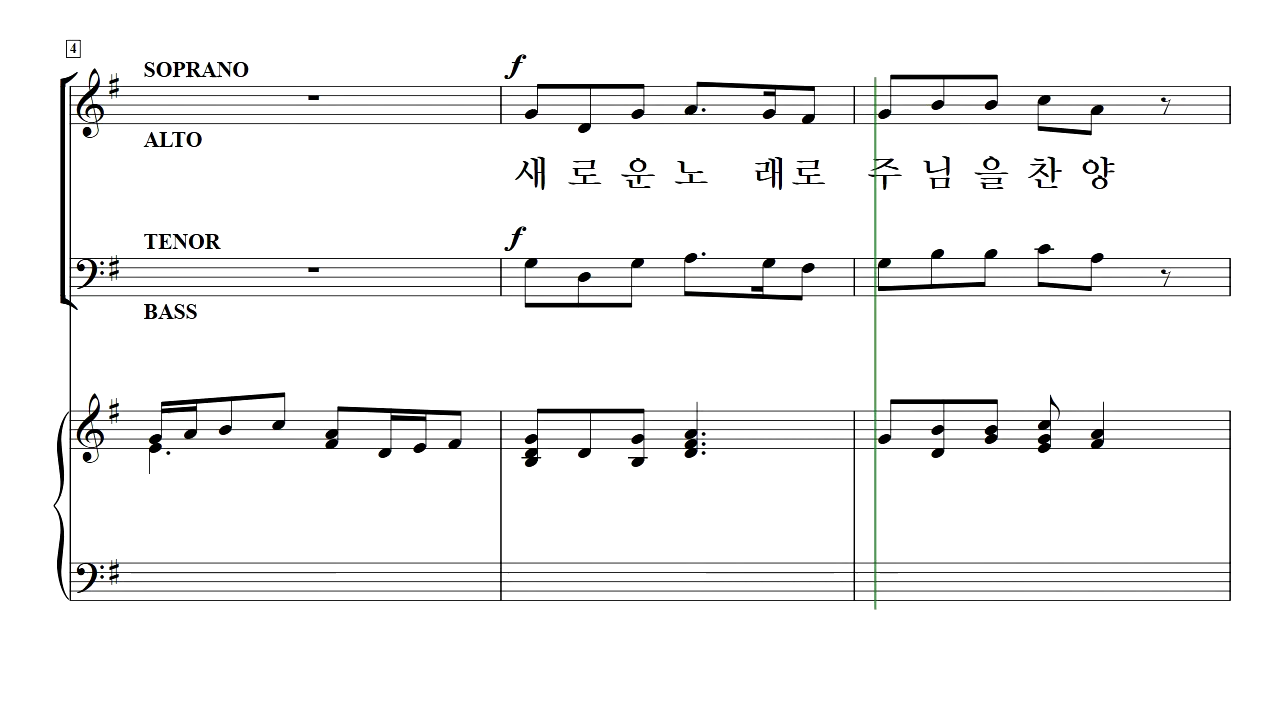 4
SOPRANO
f
ALTO
새 로 운 노 래 로 주 님 을 찬 양
TENOR
f
BASS